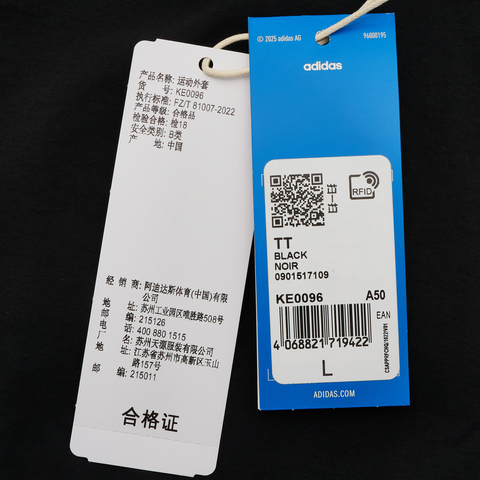 产品名称: 运动外套
货 号: KE0096
执行标准: FZ/T 81007-2022
产品等级: 合格品
检验合格: 检18
安全类别: B类
产 地: 中国
经 销 商: 阿迪达斯体育(中国)有限公司
地 址: 苏州工业园区唯胜路508号
邮 编: 215126
电 话: 400 880 1515
厂 名: 苏州天源服装有限公司
地 址: 江苏省苏州市高新区玉山路157号
邮 编: 215011
合格证
© 2025 adidas AG
96000195
adidas
RFID
TT
BLACK
NOIR
0901517109
KE0096 A50
EAN
4 068821 719422
L
ADIDAS.COM